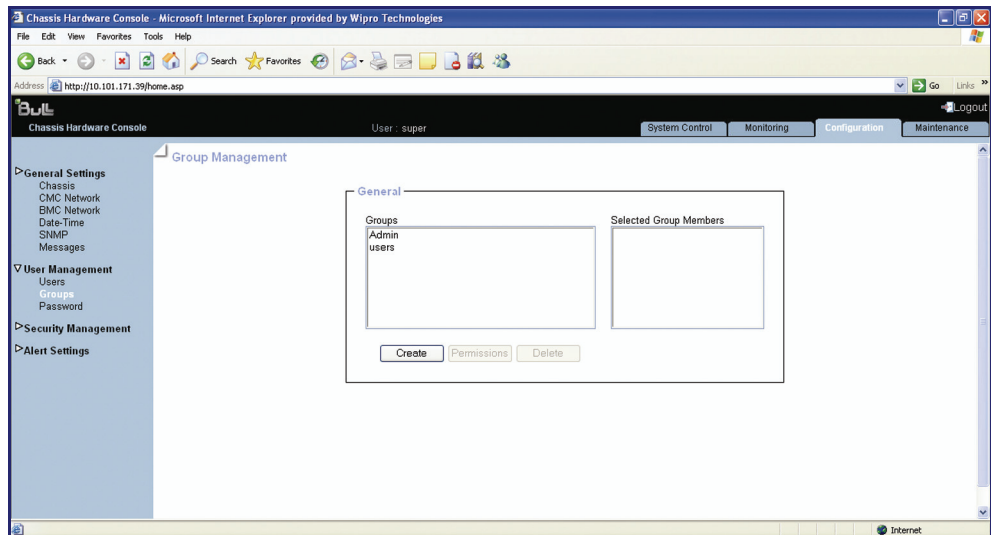 Chassis Hardware Console - Microsoft Internet Explorer provided by Wipro Technologies
File Edit View Favorites Tools Help
Back Search Favorites
Address http://10.101.171.39/home.asp Go Links »
Bull Logout
Chassis Hardware Console User : super System Control Monitoring Configuration Maintenance
Group Management
General Settings
Chassis
CMC Network
BMC Network
Date-Time
SNMP
Messages
User Management
Users
Groups
Password
Security Management
Alert Settings
General
Groups Selected Group Members
Admin
users
Create Permissions Delete
Internet